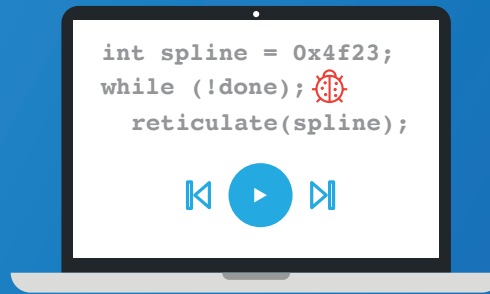 int spline = 0x4f23;
while (!done);
reticulate(spline);